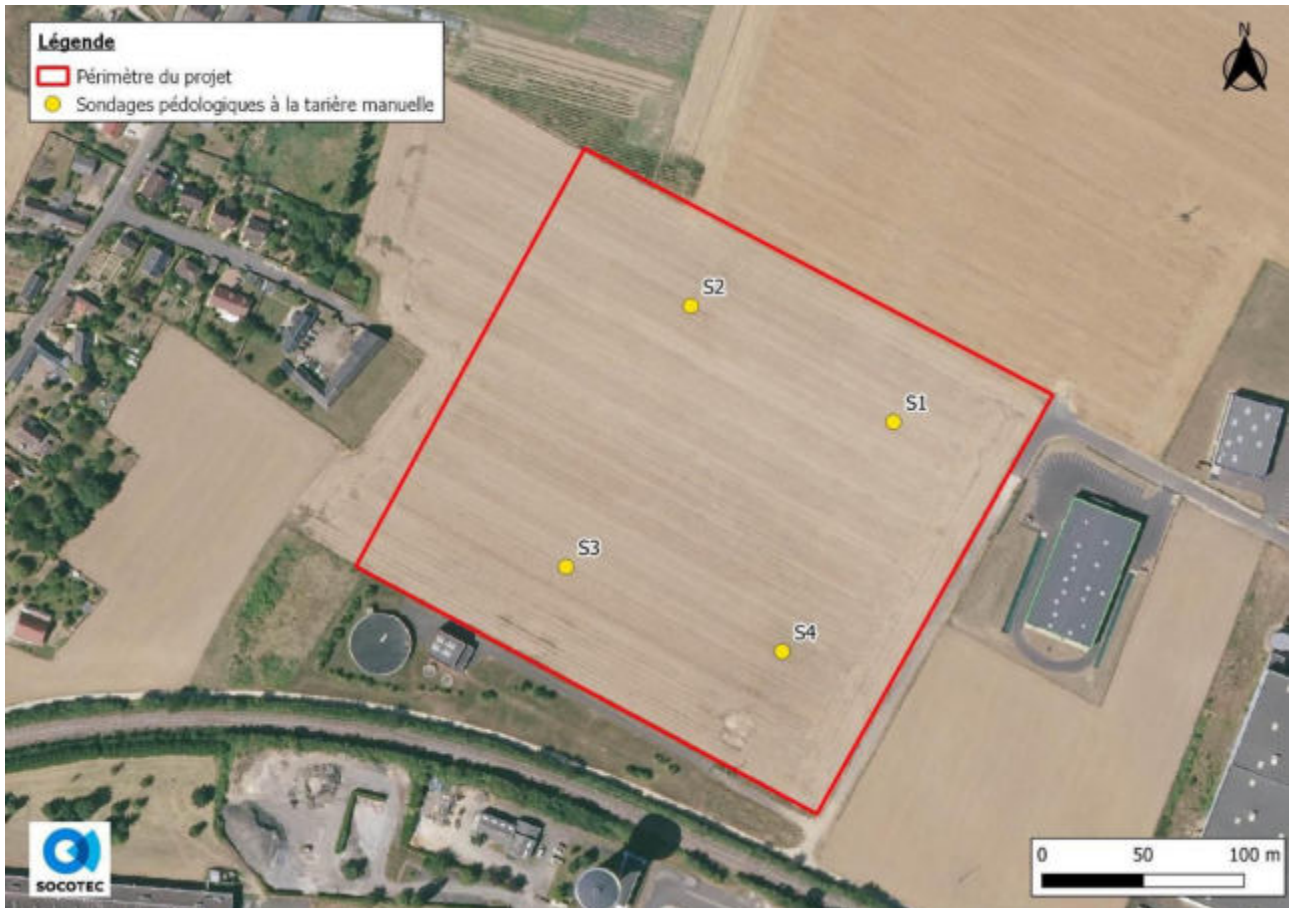 Légende
Périmètre du projet
Sondages pédologiques à la tarière manuelle
N
S2
S1
S3
S4
SOCOTEC
0 50 100 m